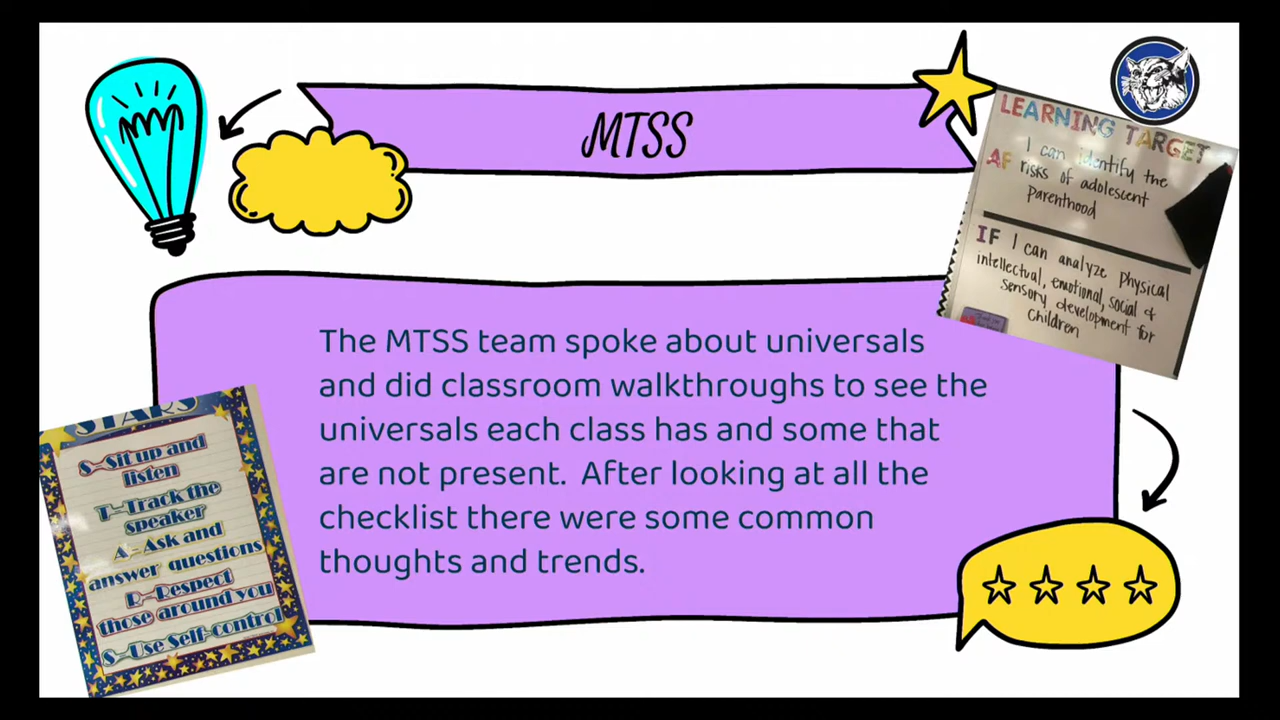 MTSS
LEARNING TARGET
AF I can identify the
risks of adolescent
parenthood
IF I can analyze physical
intellectual, emotional, social &
sensory development for
children
The MTSS team spoke about universals
and did classroom walkthroughs to see the
universals each class has and some that
are not present. After looking at all the
checklist there were some common
thoughts and trends.
STARS
S-Sit up and
listen
T-Track the
speaker
A-Ask and
answer questions
R-Respect
those around you
S-Use Self-control